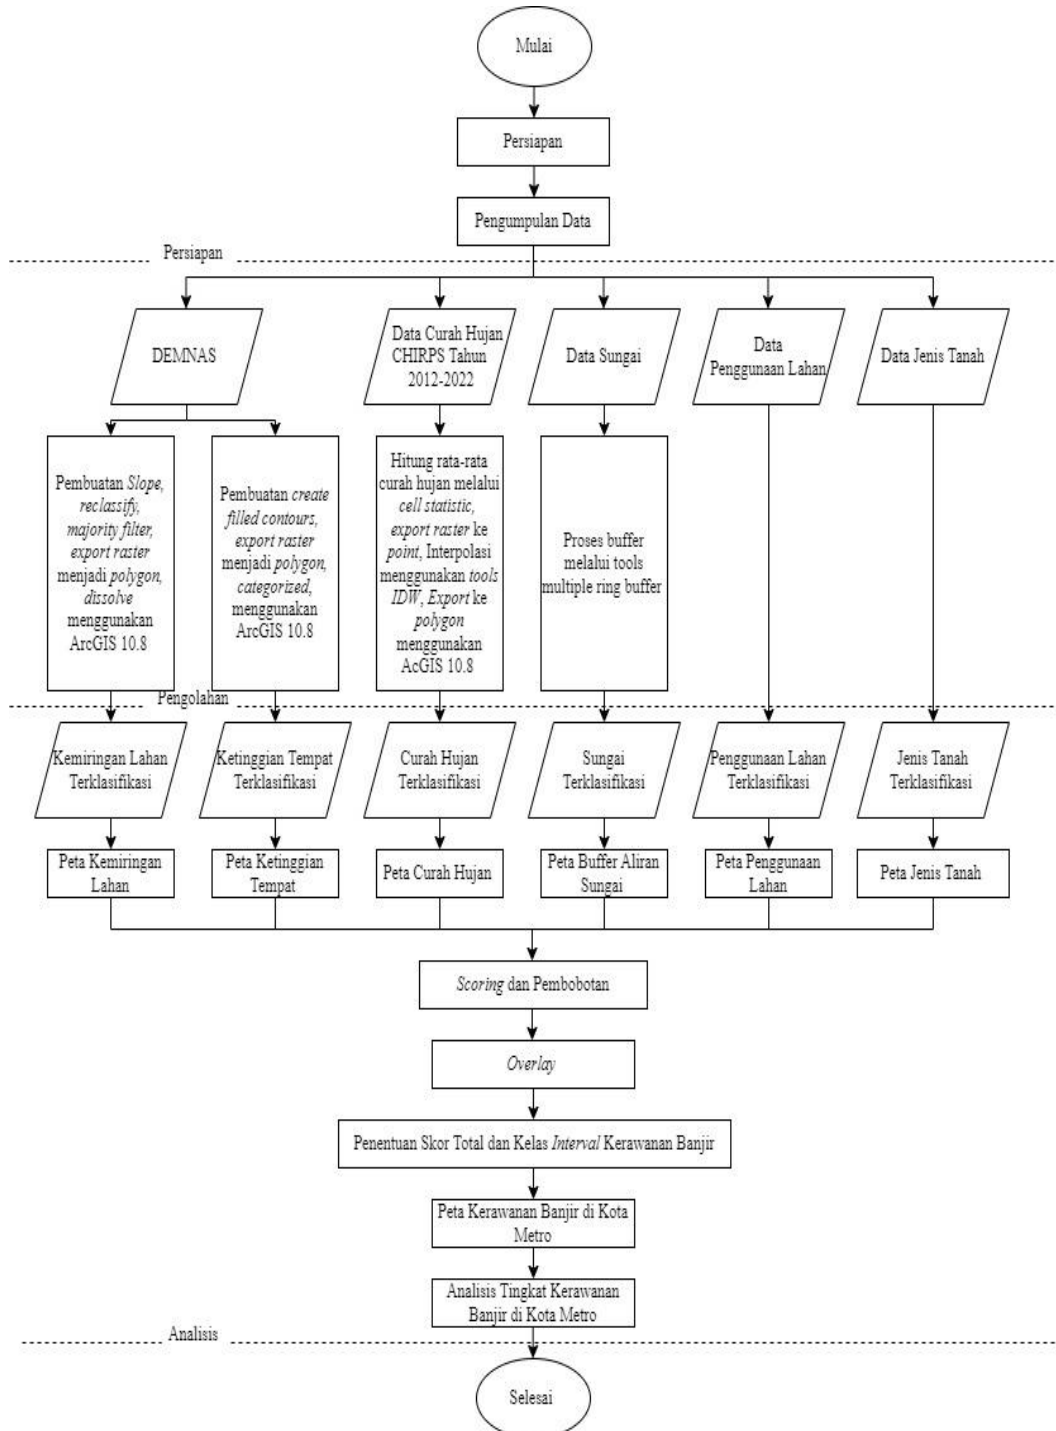 Mulai
Persiapan
Pengumpulan Data
Persiapan
DEMNAS
Data Curah Hujan
CHIRPS Tahun
2012-2022
Data Sungai
Data
Penggunaan Lahan
Data Jenis Tanah
Pembuatan Slope,
reclassify,
majority filter,
export raster
menjadi polygon,
dissolve
menggunakan
ArcGIS 10.8
Pembuatan create
filled contours,
export raster
menjadi polygon,
categorized,
menggunakan
ArcGIS 10.8
Hitung rata-rata
curah hujan melalui
cell statistic,
export raster ke
point, Interpolasi
menggunakan tools
IDW, Export ke
polygon
menggunakan
AcGIS 10.8
Proses buffer
melalui tools
multiple ring buffer
Pengolahan
Kemiringan Lahan
Terklasifikasi
Ketinggian Tempat
Terklasifikasi
Curah Hujan
Terklasifikasi
Sungai
Terklasifikasi
Penggunaan Lahan
Terklasifikasi
Jenis Tanah
Terklasifikasi
Peta Kemiringan
Lahan
Peta Ketinggian
Tempat
Peta Curah Hujan
Peta Buffer Aliran
Sungai
Peta Penggunaan
Lahan
Peta Jenis Tanah
Scoring dan Pembobotan
Overlay
Penentuan Skor Total dan Kelas Interval Kerawanan Banjir
Peta Kerawanan Banjir di Kota
Metro
Analisis Tingkat Kerawanan
Banjir di Kota Metro
Analisis
Selesai